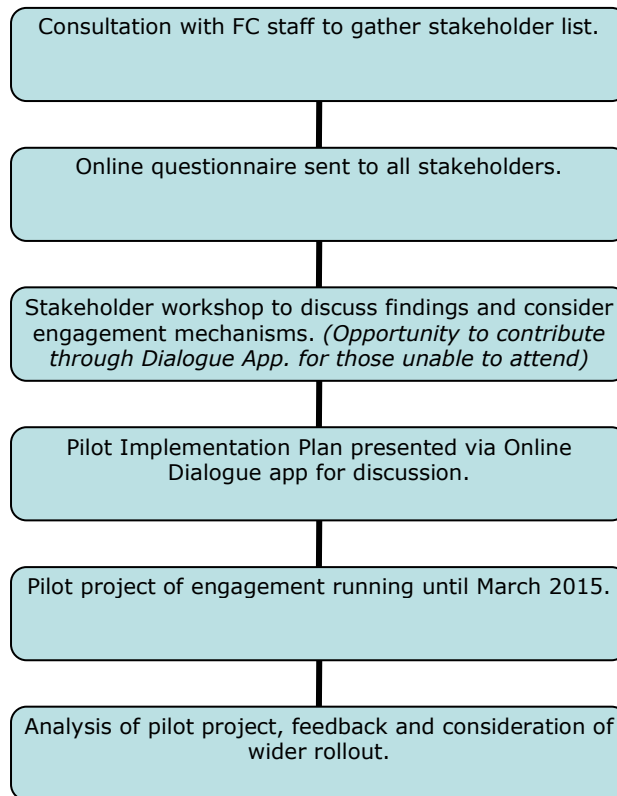 Consultation with FC staff to gather stakeholder list.
Online questionnaire sent to all stakeholders.
Stakeholder workshop to discuss findings and consider
engagement mechanisms. (Opportunity to contribute
through Dialogue App. for those unable to attend)
Pilot Implementation Plan presented via Online
Dialogue app for discussion.
Pilot project of engagement running until March 2015.
Analysis of pilot project, feedback and consideration of
wider rollout.